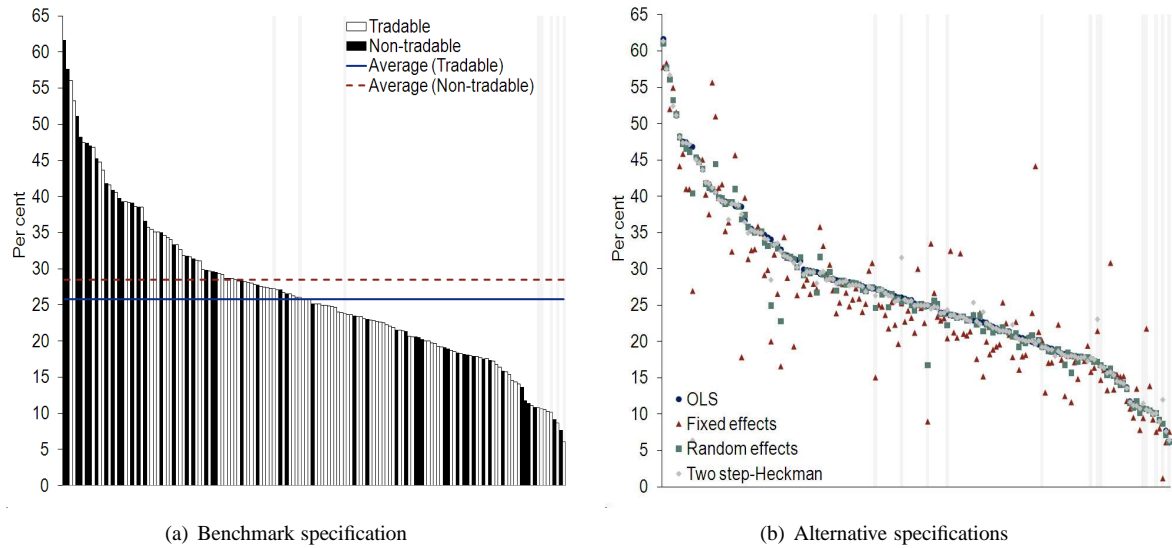 65
60
55
50
45
40
35
30
25
20
15
10
5
0
Per cent
Tradable
Non-tradable
Average (Tradable)
Average (Non-tradable)
(a) Benchmark specification
65
60
55
50
45
40
35
30
25
20
15
10
5
0
Per cent
OLS
Fixed effects
Random effects
Two step-Heckman
(b) Alternative specifications